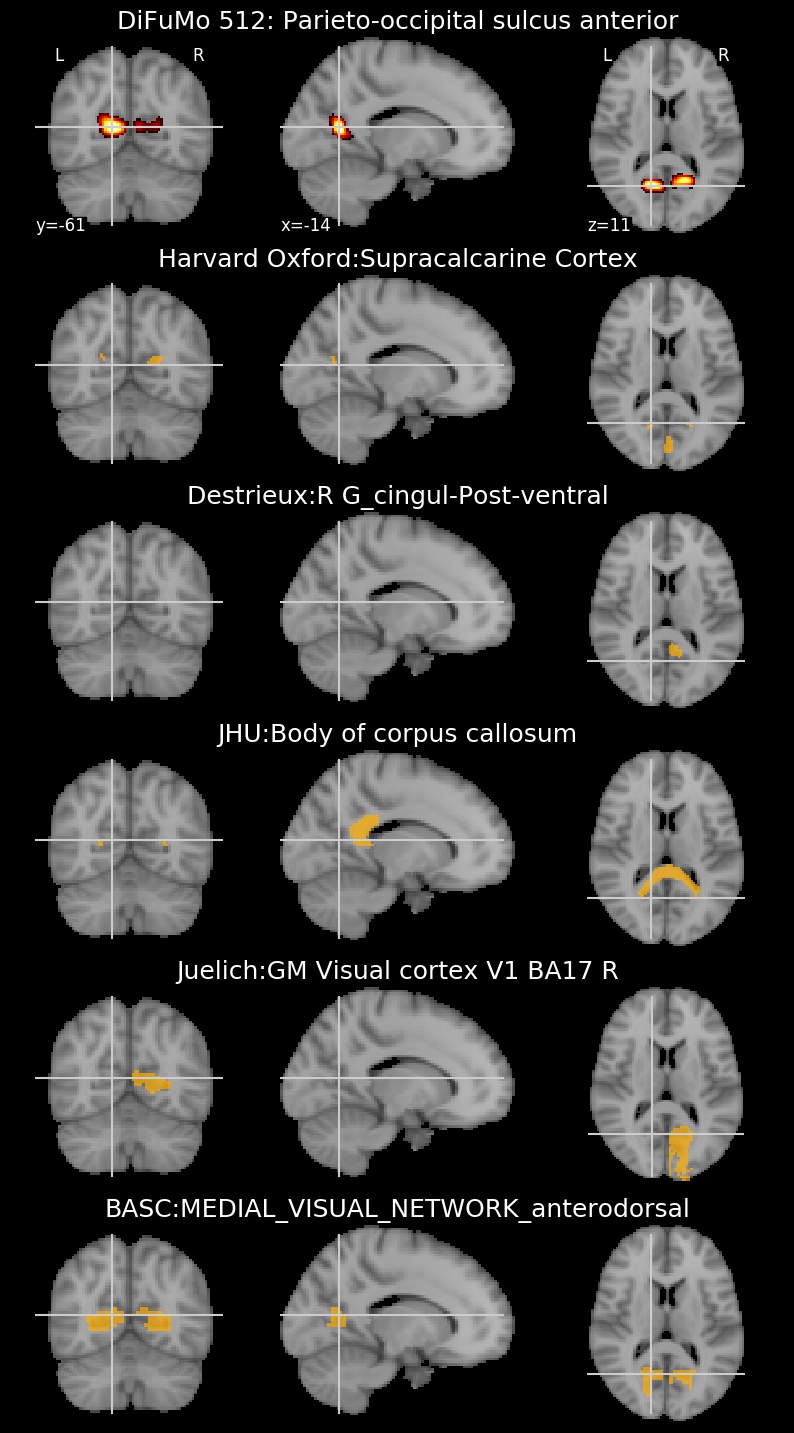 DiFuMo 512: Parieto-occipital sulcus anterior
L R L R
y=-61 x=-14 z=11
Harvard Oxford:Supracalcarine Cortex
Destrieux:R G_cingul-Post-ventral
JHU:Body of corpus callosum
Juelich:GM Visual cortex V1 BA17 R
BASC:MEDIAL_VISUAL_NETWORK_anterodorsal